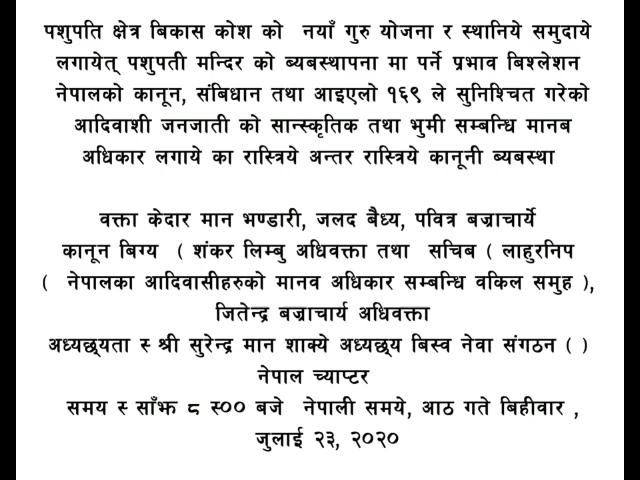 पशुपति क्षेत्र बिकास कोश को नयाँ गुरु योजना र स्थानिये समुदाये
लगायेत् पशुपती मन्दिर को ब्यबस्थापना मा पर्ने प्रभाव बिश्लेशन
नेपालको कानून, संबिधान तथा आइएलो १६९ ले सुनिश्चित गरेको
आदिवाशी जनजाती को सान्स्कृतिक तथा भुमी सम्बन्धि मानब
अधिकार लगाये का रास्त्रिये अन्तर रास्त्रिये कानूनी ब्यबस्था
वक्ता केदार मान भण्डारी, जलद बैध्य, पवित्र बज्राचार्ये
कानून बिग्य ( शंकर लिम्बु अधिवक्ता तथा सचिब ( लाहुरनिप
( नेपालका आदिवासीहरुको मानव अधिकार सम्बन्धि वकिल समुह ),
जितेन्द्र बज्राचार्य अधिवक्ता
अध्यछ्यता स्‍ श्री सुरेन्द्र मान शाक्ये अध्यछ्य बिस्व नेवा संगठन ( )
नेपाल च्याप्टर
समय स्‍ साँझ ८ स्‍०० बजे नेपाली समये, आठ गते बिहीवार ,
जुलाई २३, २०२०